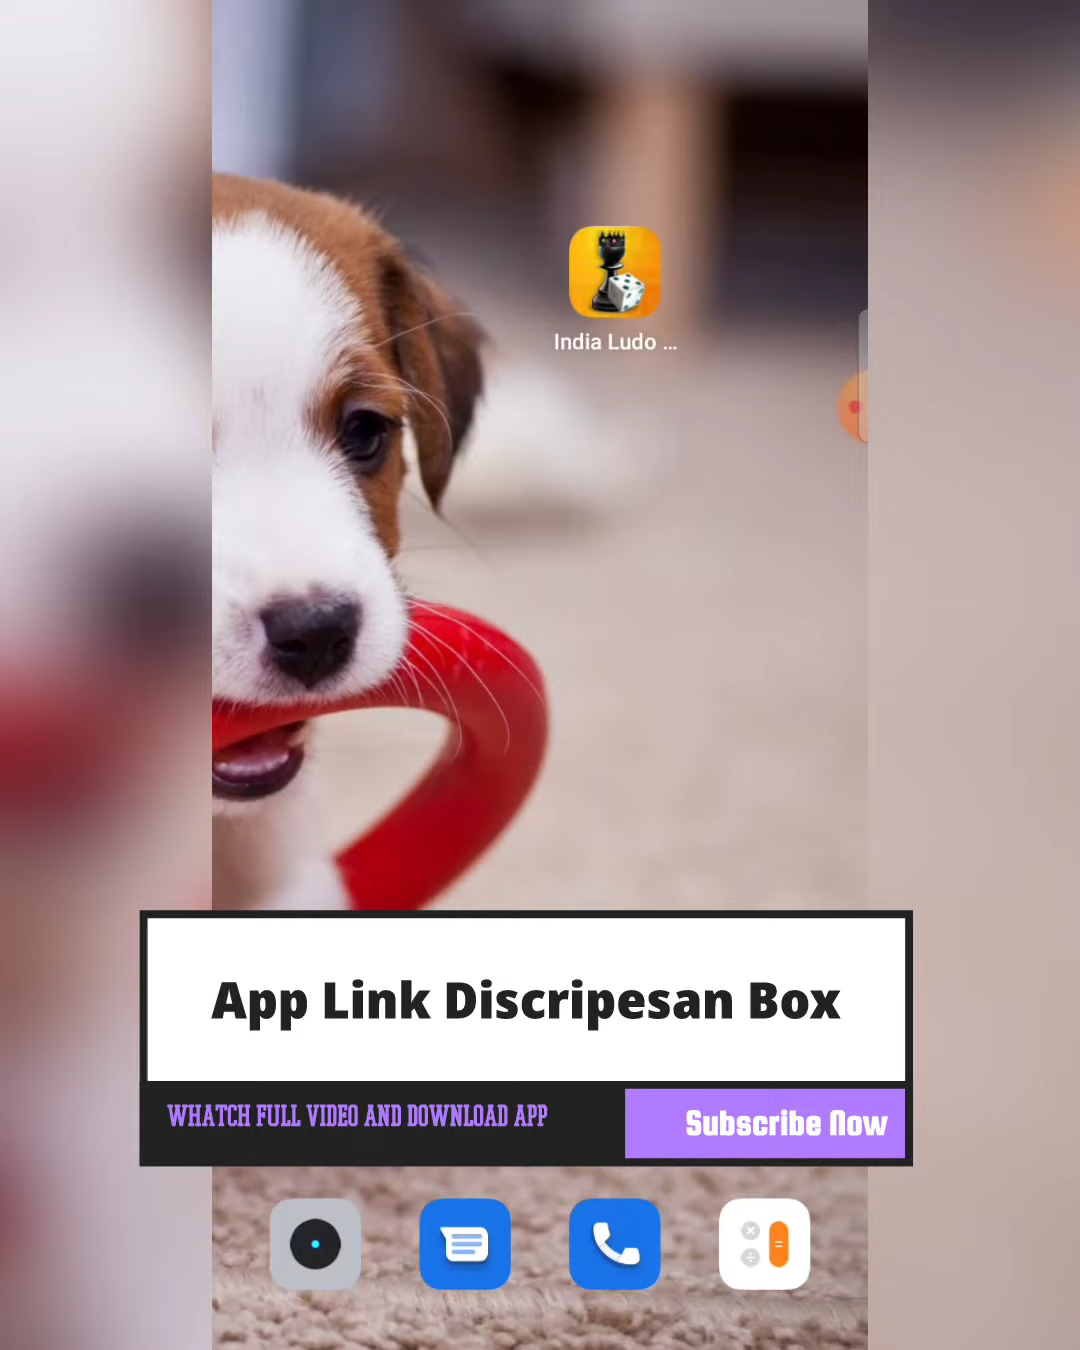 India Ludo ...
App Link Discripesan Box
WHATCH FULL VIDEO AND DOWNLOAD APP
Subscribe Now